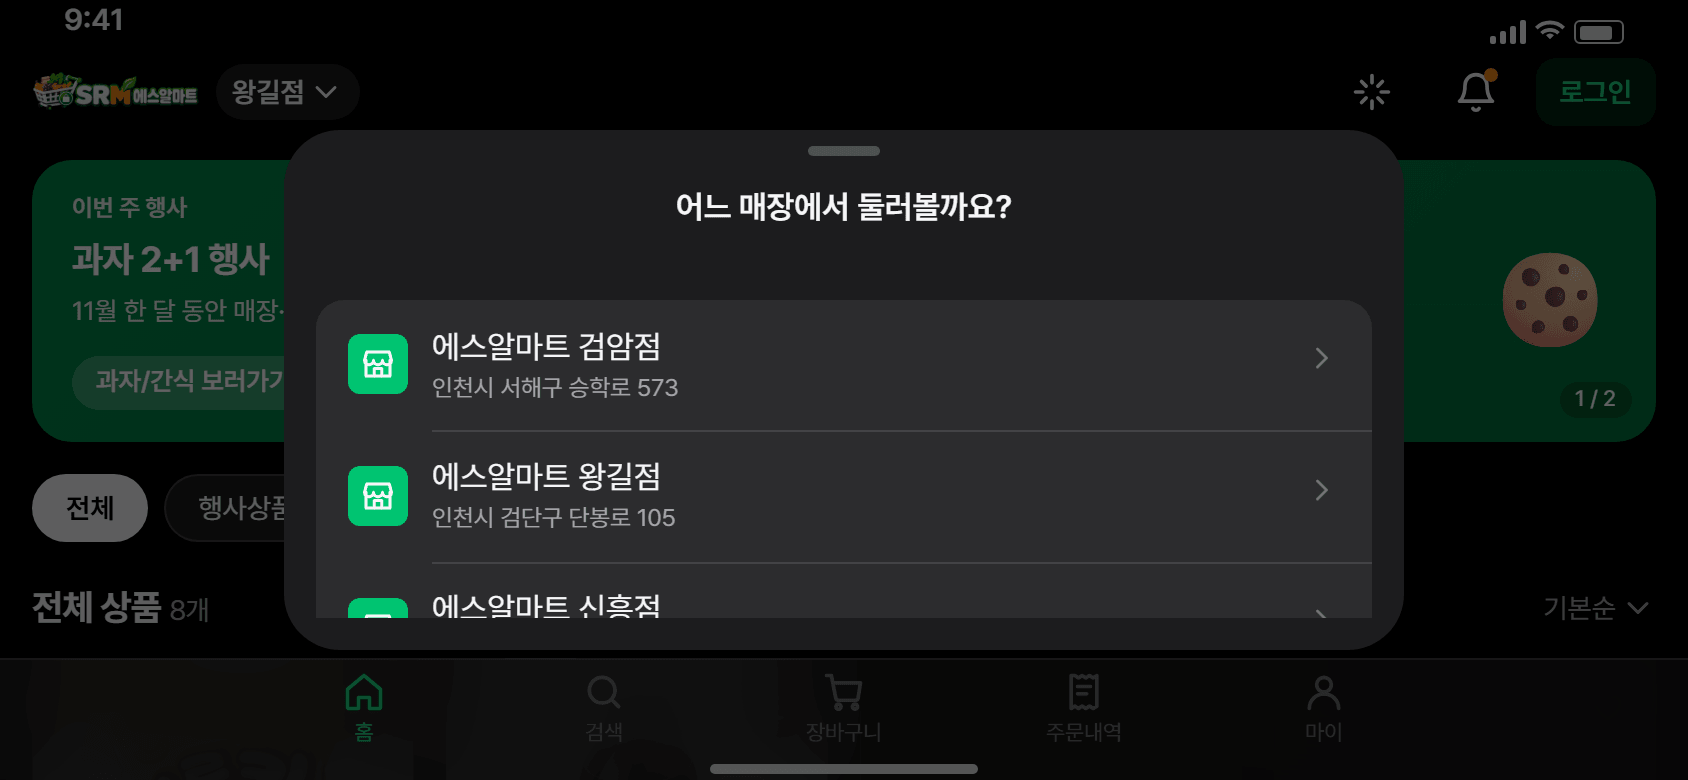 9:41
SRM 에스알마트
왕길점
로그인
이번 주 행사
과자 2+1 행사
11월 한 달 동안 매장·
과자/간식 보러가기
1 / 2
전체
행사상품
전체 상품 8개
기본순
어느 매장에서 둘러볼까요?
에스알마트 검암점
인천시 서해구 승학로 573
에스알마트 왕길점
인천시 검단구 단봉로 105
에스알마트 신흥점
홈
검색
장바구니
주문내역
마이